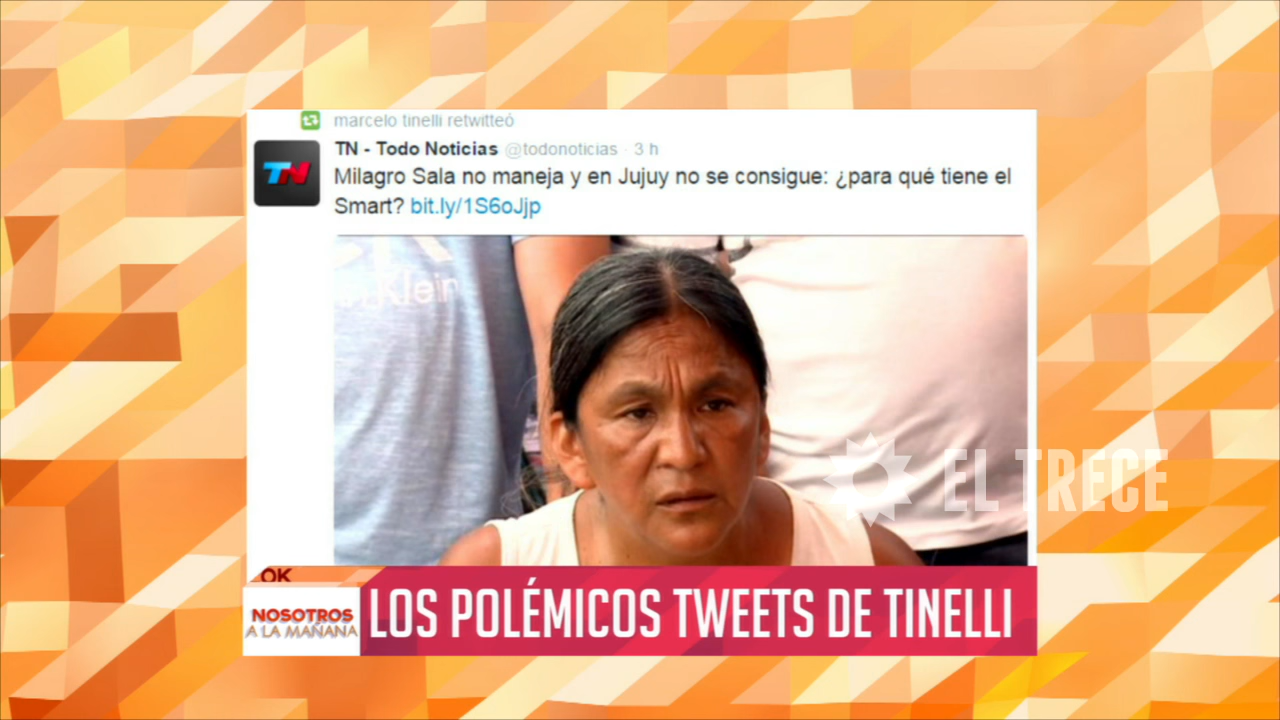 marcelo tinelli retwitteó
TN - Todo Noticias @todonoticias · 3 h
TN
Milagro Sala no maneja y en Jujuy no se consigue: ¿para qué tiene el
Smart? bit.ly/1S6oJjp
Klein
EL TRECE
OK
NOSOTROS
A LA MAÑANA
LOS POLÉMICOS TWEETS DE TINELLI